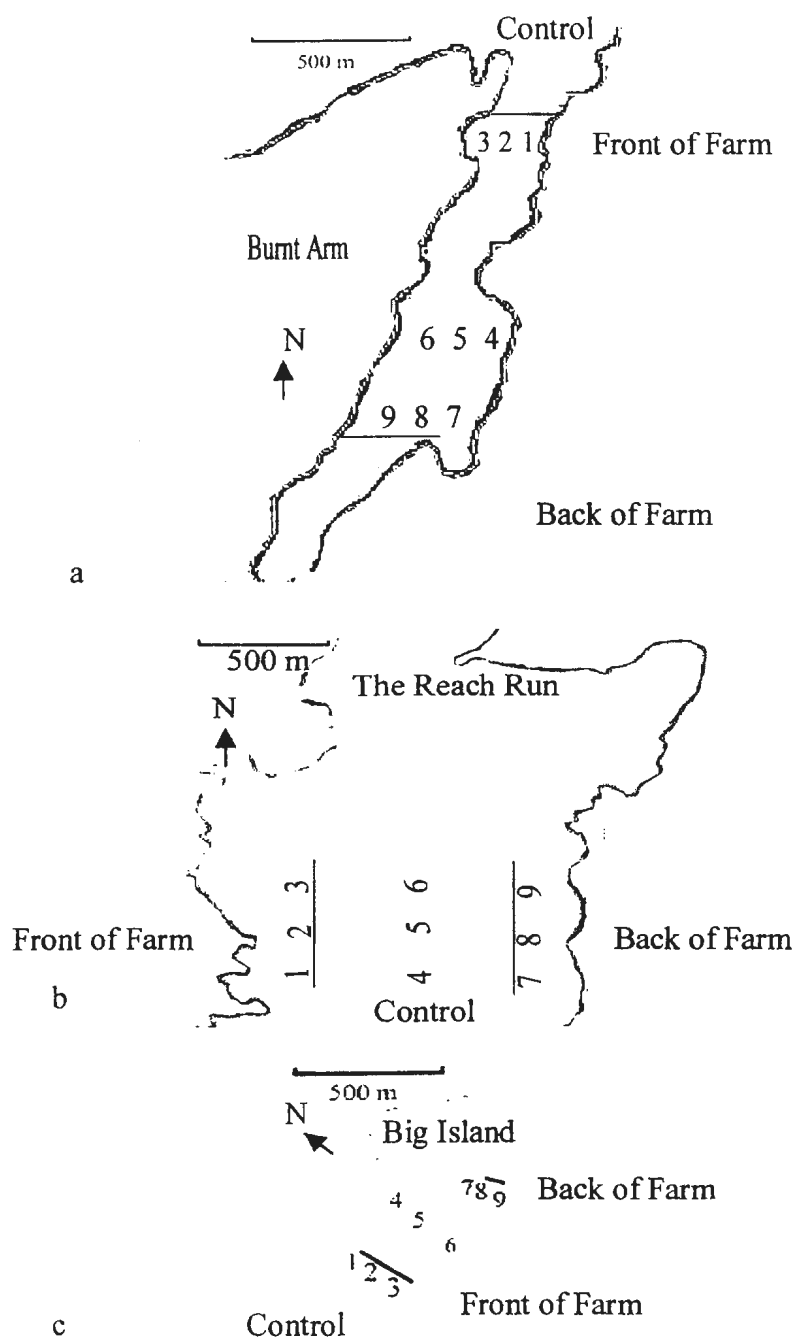 Control
500 m
3 2 1 Front of Farm
Burnt Arm
N
6 5 4
9 8 7
Back of Farm
a
500 m
The Reach Run
N
3 6 9
Front of Farm 2 5 8 Back of Farm
1 4 7
b
Control
500 m
N
Big Island
7 8 9 Back of Farm
4
5
6
1 2 3
Front of Farm
c Control